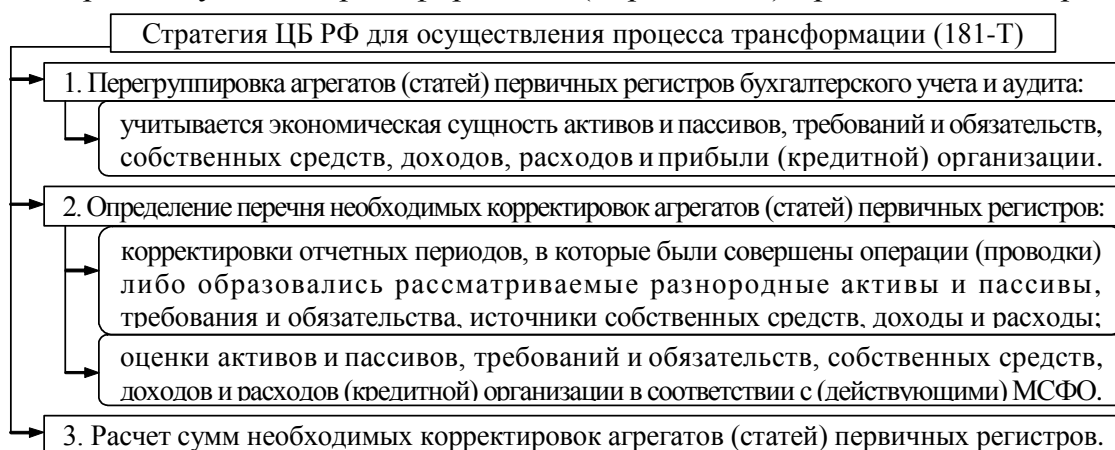 Стратегия ЦБ РФ для осуществления процесса трансформации (181-Т)
1. Перегруппировка агрегатов (статей) первичных регистров бухгалтерского учета и аудита:
учитывается экономическая сущность активов и пассивов, требований и обязательств,
собственных средств, доходов, расходов и прибыли (кредитной) организации.
2. Определение перечня необходимых корректировок агрегатов (статей) первичных регистров:
корректировки отчетных периодов, в которые были совершены операции (проводки)
либо образовались рассматриваемые разнородные активы и пассивы,
требования и обязательства, источники собственных средств, доходы и расходы;
оценки активов и пассивов, требований и обязательств, собственных средств,
доходов и расходов (кредитной) организации в соответствии с (действующими) МСФО.
3. Расчет сумм необходимых корректировок агрегатов (статей) первичных регистров.